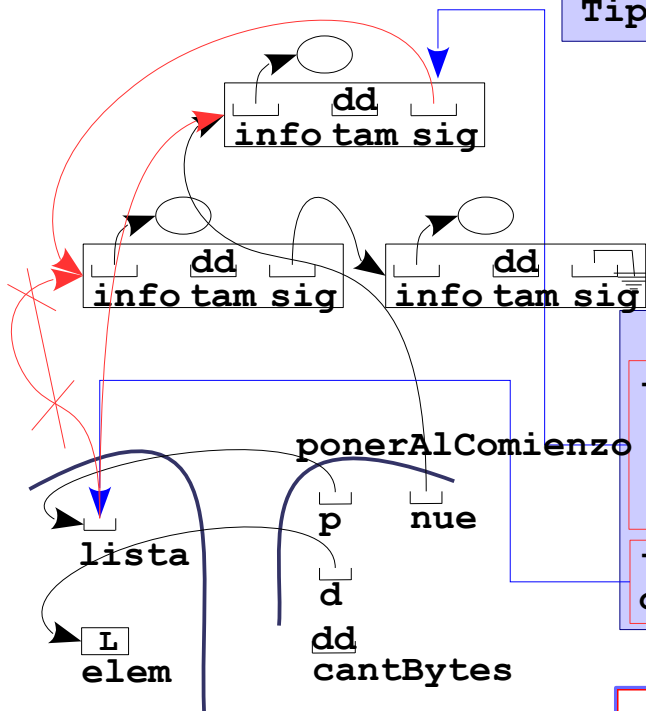 Tip
dd
info tam sig
dd
info tam sig
dd
info tam sig
ponerAlComienzo
p
nue
lista
d
L
elem
dd
cantBytes